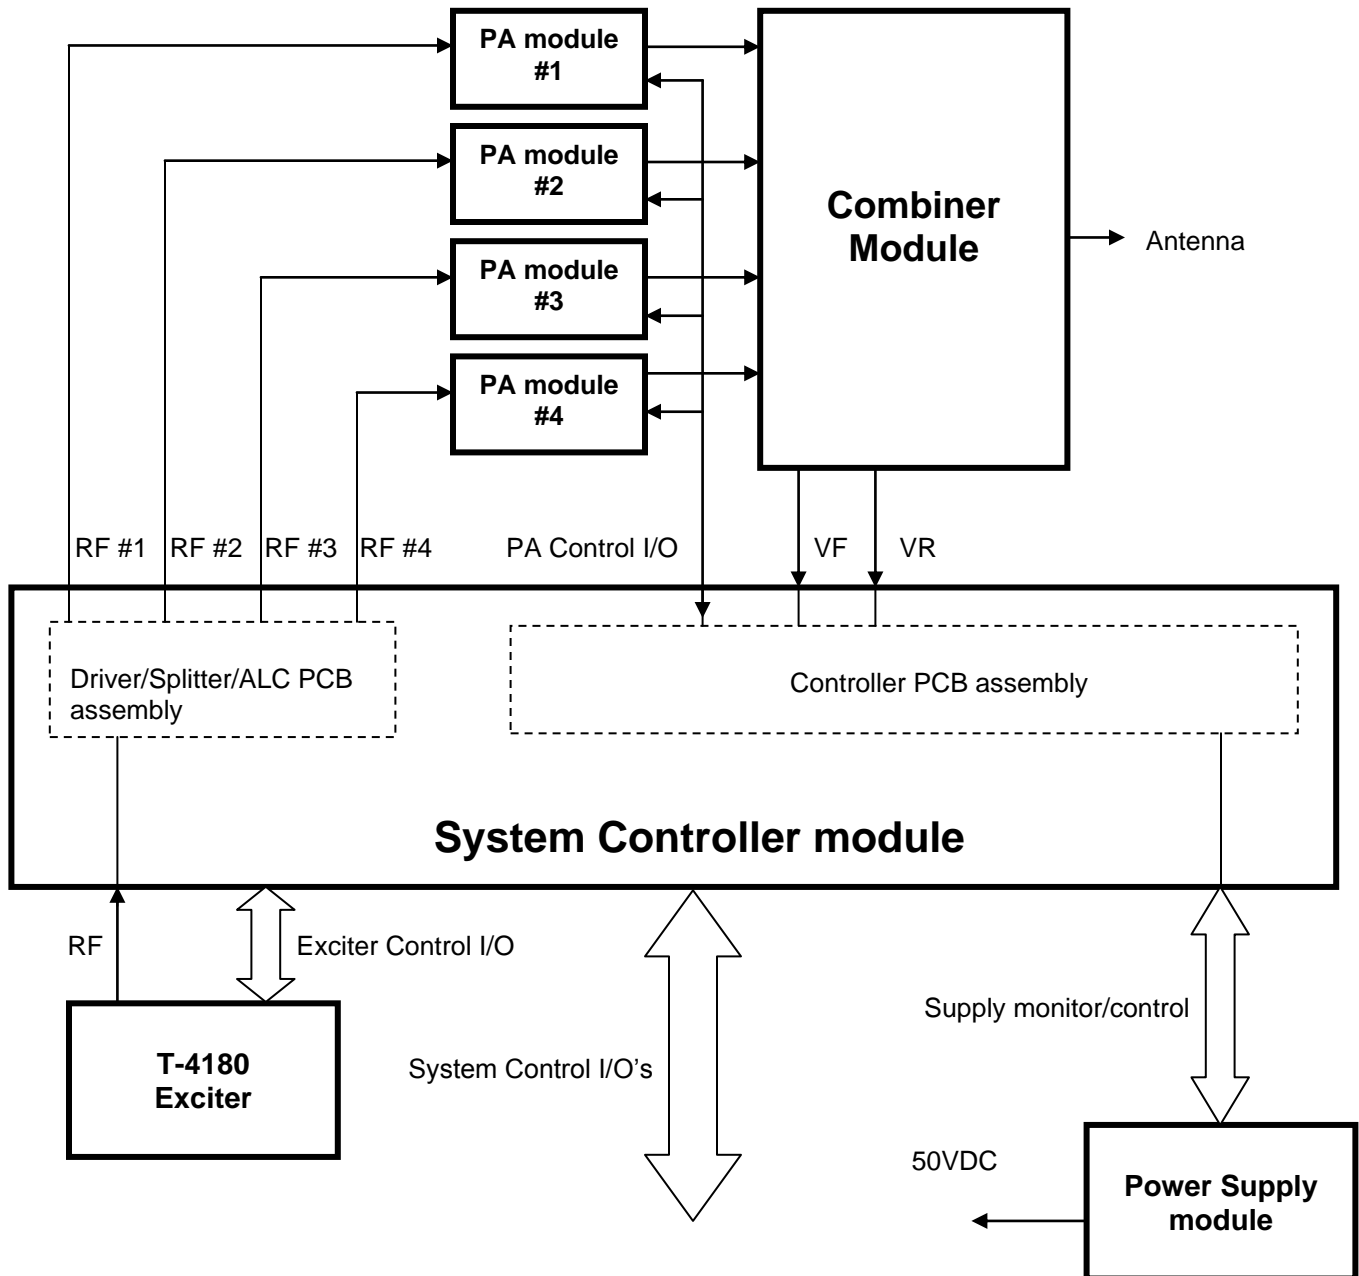 PA module
#1
PA module
#2
PA module
#3
PA module
#4
Combiner
Module
Antenna
RF #1
RF #2
RF #3
RF #4
PA Control I/O
VF
VR
Driver/Splitter/ALC PCB
assembly
Controller PCB assembly
System Controller module
RF
Exciter Control I/O
T-4180
Exciter
System Control I/O’s
Supply monitor/control
50VDC
Power Supply
module